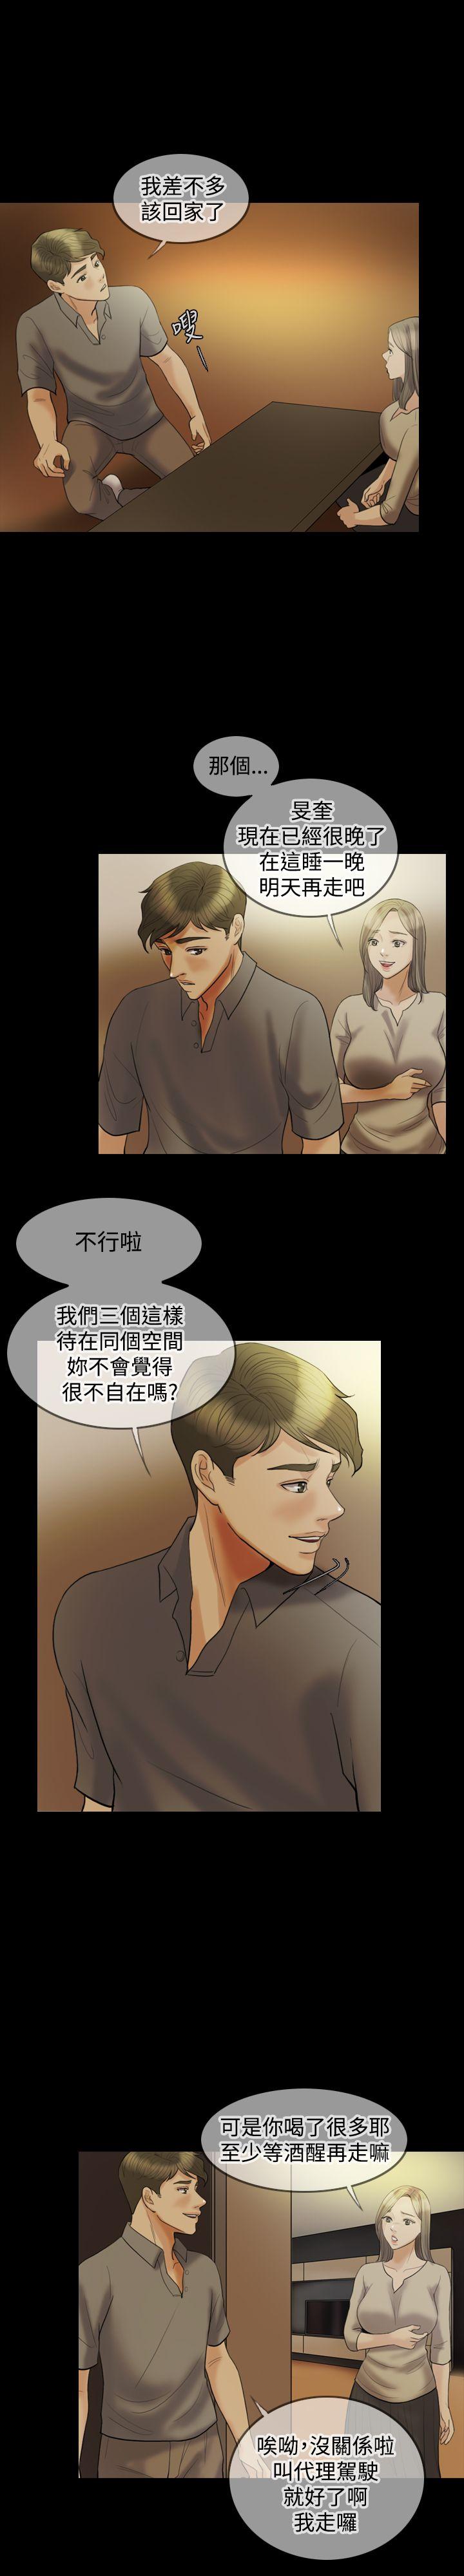 我差不多
該回家了
嗖
那個…
旻奎
現在已經很晚了
在這睡一晚
明天再走吧
不行啦
我們三個這樣
待在同個空間
妳不會覺得
很不自在嗎?
可是你喝了很多耶
至少等酒醒再走嘛
唉呦,沒關係啦
叫代理駕駛
就好了啊
我走囉